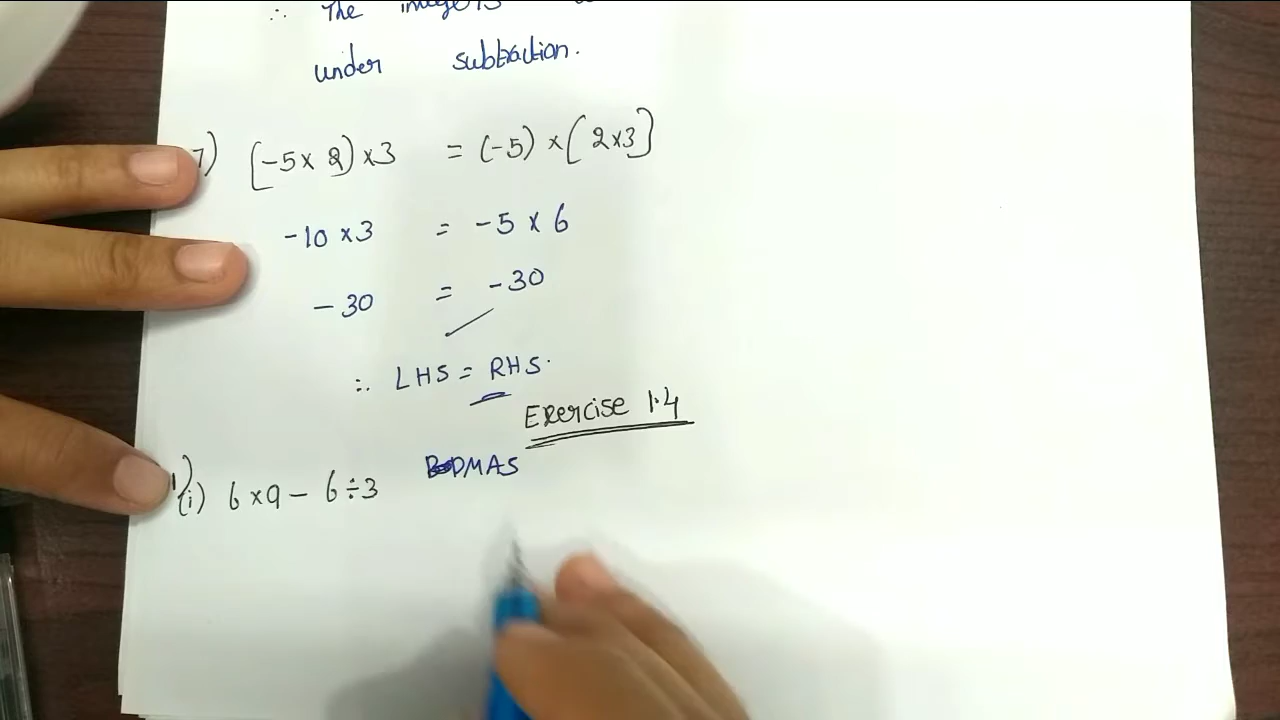 ∴ The
under subtraction.
7) [-5 x 2) x 3 = (-5) x [2x3]
-10 x 3 = -5 x 6
- 30 = -30
∴ LHS = RHS.
Exercise 1.4
BODMAS
1)
(i) 6 x 9 - 6 ÷ 3